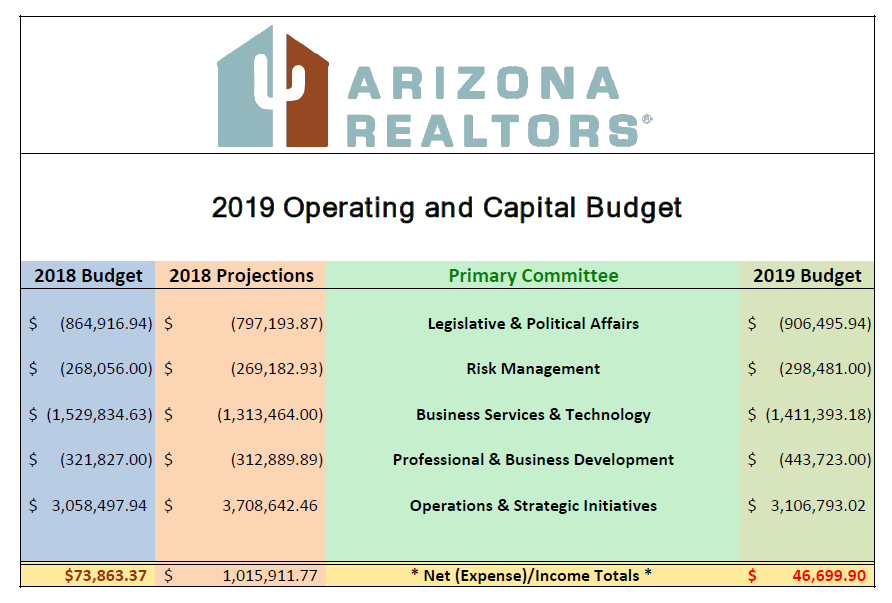 ARIZONA
REALTORS®
2019 Operating and Capital Budget
2018 Budget 2018 Projections Primary Committee 2019 Budget
$ (864,916.94) $ (797,193.87) Legislative & Political Affairs $ (906,495.94)
$ (268,056.00) $ (269,182.93) Risk Management $ (298,481.00)
$ (1,529,834.63) $ (1,313,464.00) Business Services & Technology $ (1,411,393.18)
$ (321,827.00) $ (312,889.89) Professional & Business Development $ (443,723.00)
$ 3,058,497.94 $ 3,708,642.46 Operations & Strategic Initiatives $ 3,106,793.02
$73,863.37 $ 1,015,911.77 * Net (Expense)/Income Totals * $ 46,699.90